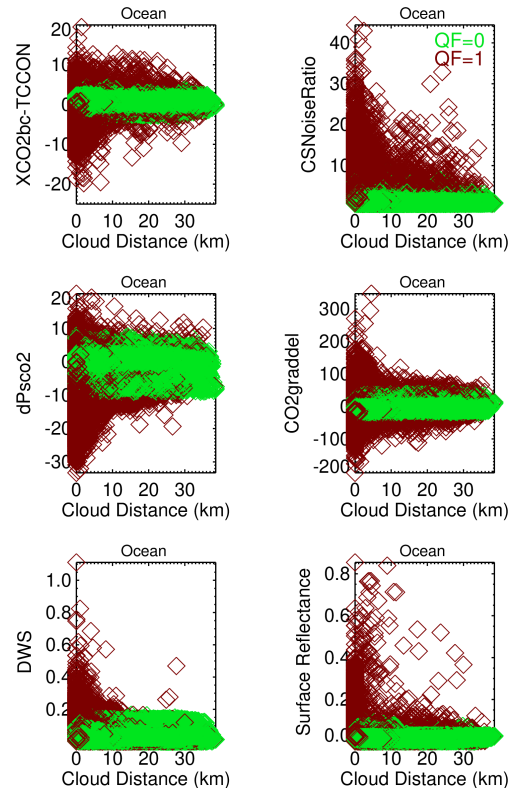 Ocean
20
10
0
-10
-20
XCO2bc-TCCON
0 10 20 30
Cloud Distance (km)
Ocean
QF=0
QF=1
40
30
20
10
CSNoiseRatio
0 10 20 30
Cloud Distance (km)
Ocean
20
10
0
-10
-20
-30
dPsco2
0 10 20 30
Cloud Distance (km)
Ocean
300
200
100
0
-100
-200
CO2graddel
0 10 20 30
Cloud Distance (km)
Ocean
1.0
0.8
0.6
0.4
0.2
DWS
0 10 20 30
Cloud Distance (km)
Ocean
0.8
0.6
0.4
0.2
0.0
Surface Reflectance
0 10 20 30
Cloud Distance (km)